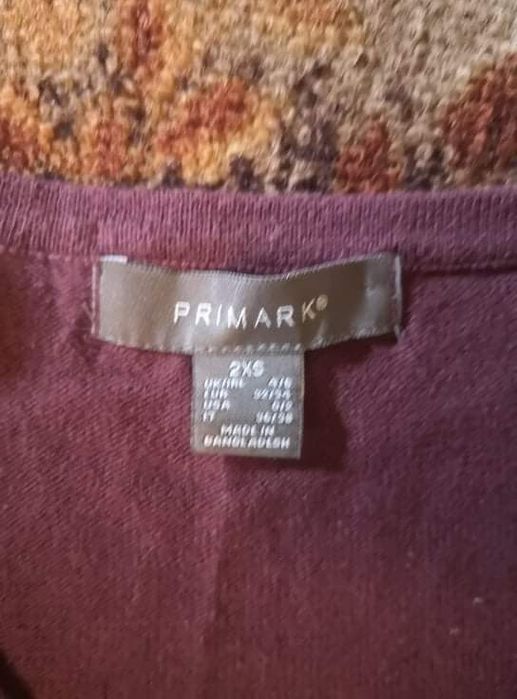 PRIMARK®
2XS
UK/IRL 4/6
EUR 32/34
USA 0/2
IT 36/38
MADE IN
BANGLADESH